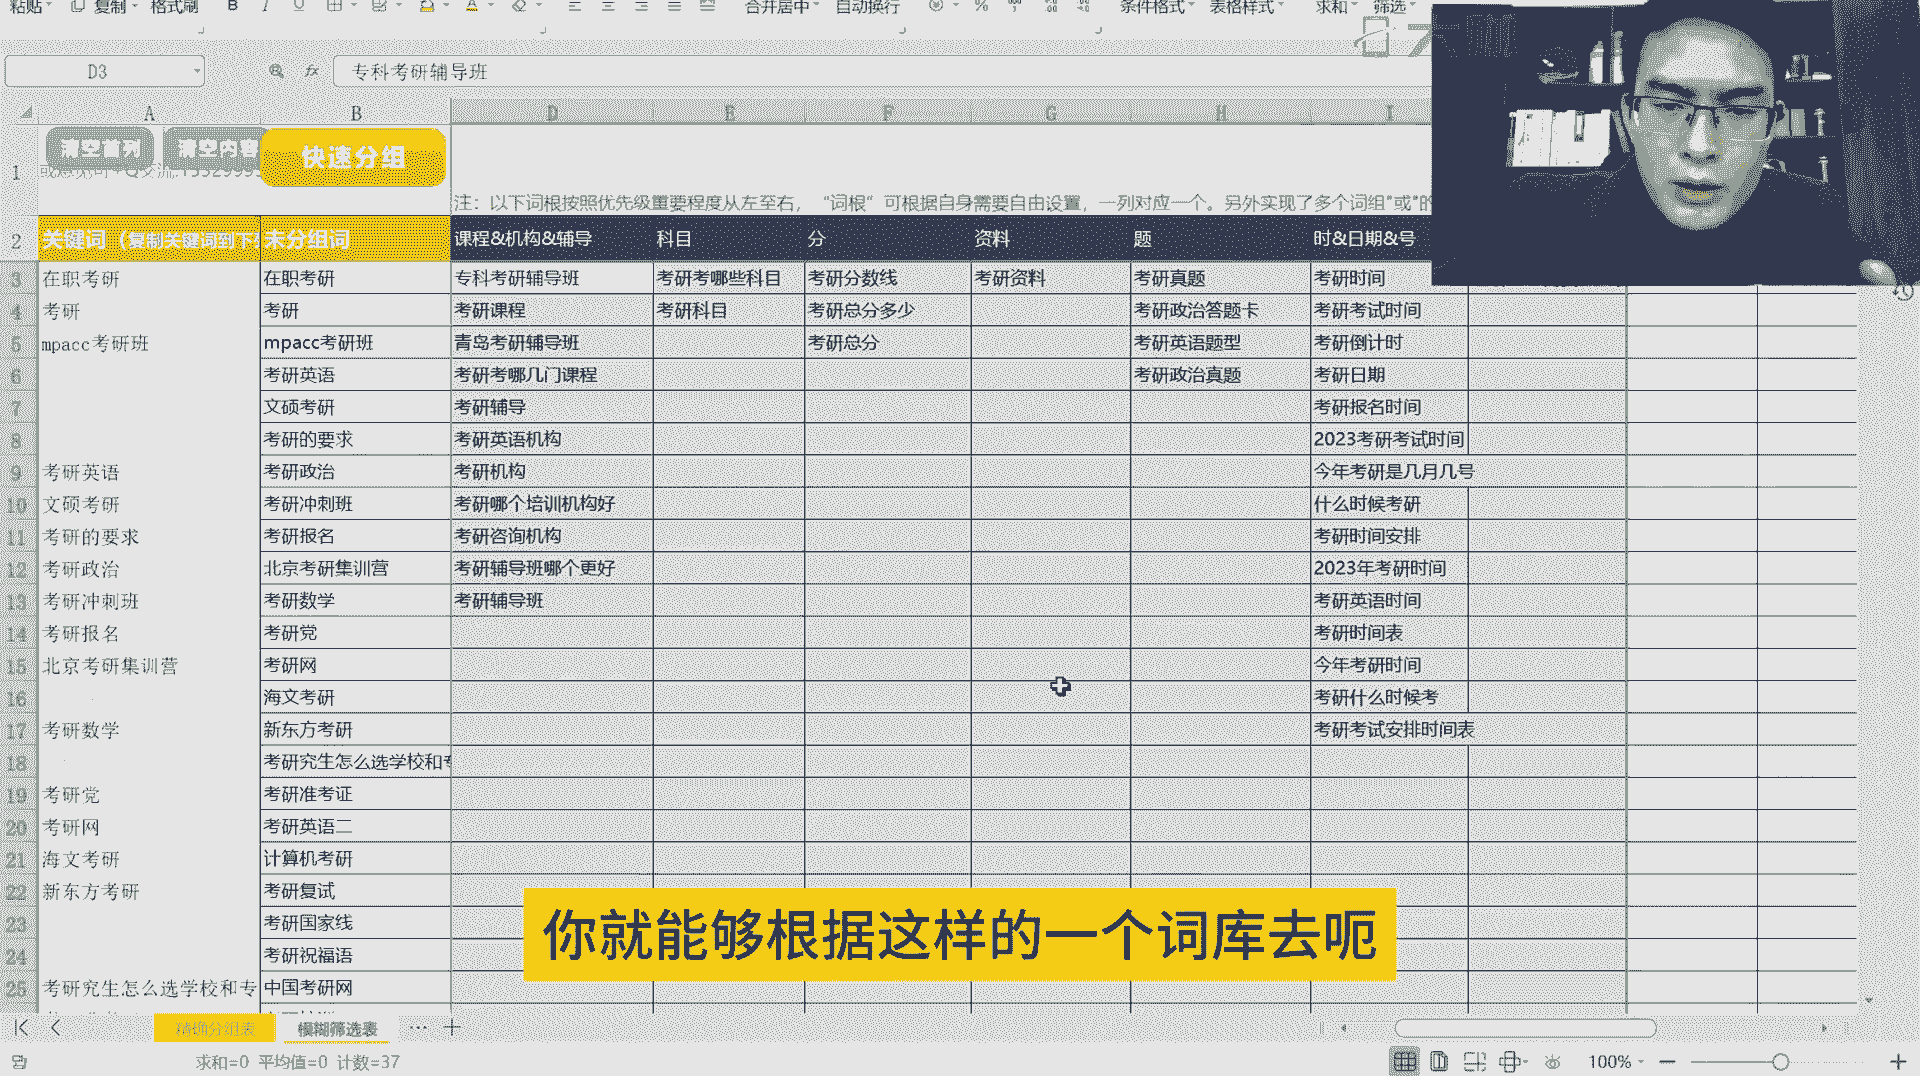 粘贴 复制 格式刷 B I U A 合并居中 自动换行 % 条件格式 表格样式 求和 筛选
D3 fx 专科考研辅导班
A B D E F G H I
清空首列 清空内容 快速分组
1
注：以下词根按照优先级重要程度从左至右，“词根”可根据自身需要自由设置，一列对应一个。另外实现了多个词组"或"的
2 关键词（复制关键词到下 未分组词 课程&机构&辅导 科目 分 资料 题 时&日期&号
3 在职考研 在职考研 专科考研辅导班 考研考哪些科目 考研分数线 考研资料 考研真题 考研时间
4 考研 考研 考研课程 考研科目 考研总分多少 考研政治答题卡 考研考试时间
5 mpacc考研班 mpacc考研班 青岛考研辅导班 考研总分 考研英语题型 考研倒计时
6 考研英语 考研考哪几门课程 考研政治真题 考研日期
7 文硕考研 考研辅导 考研报名时间
8 考研的要求 考研英语机构 2023考研考试时间
9 考研英语 考研政治 考研机构 今年考研是几月几号
10 文硕考研 考研冲刺班 考研哪个培训机构好 什么时候考研
11 考研的要求 考研报名 考研咨询机构 考研时间安排
12 考研政治 北京考研集训营 考研辅导班哪个更好 2023年考研时间
13 考研冲刺班 考研数学 考研辅导班 考研英语时间
14 考研报名 考研党 考研时间表
15 北京考研集训营 考研网 今年考研时间
16 海文考研 考研什么时候考
17 考研数学 新东方考研 考研考试安排时间表
18 考研究生怎么选学校和专
19 考研党 考研准考证
20 考研网 考研英语二
21 海文考研 计算机考研
22 新东方考研 考研复试
23 考研国家线
24 考研祝福语
25 考研究生怎么选学校和专 中国考研网
你就能够根据这样的一个词库去呃
精确分组表 模糊筛选表 ··· +
求和=0 平均值=0 计数=37 100% − +